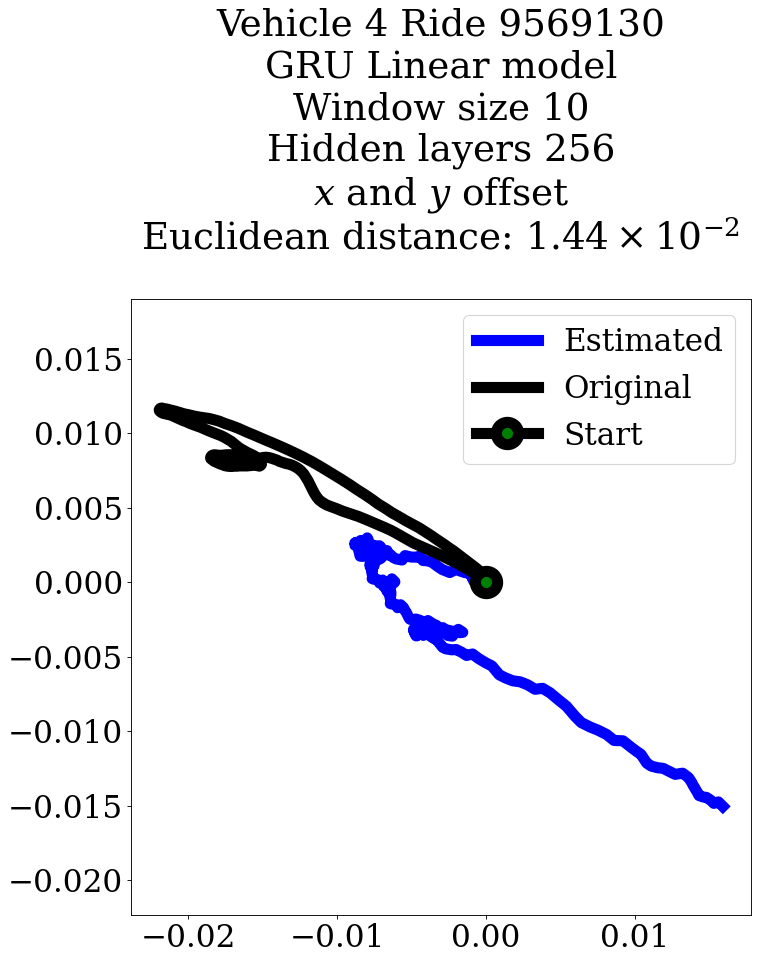 Vehicle 4 Ride 9569130
GRU Linear model
Window size 10
Hidden layers 256
x and y offset
Euclidean distance: 1.44 × 10⁻²
Estimated
Original
Start
0.015
0.010
0.005
0.000
−0.005
−0.010
−0.015
−0.020
−0.02 −0.01 0.00 0.01